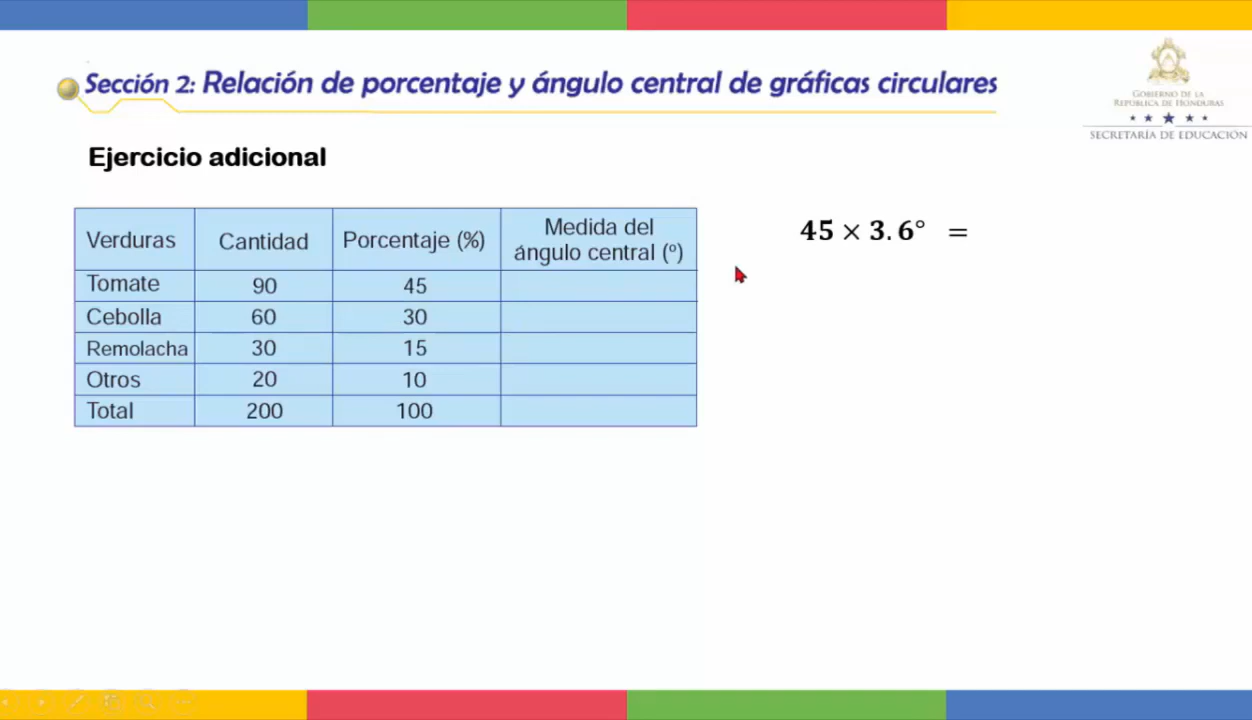 Sección 2: Relación de porcentaje y ángulo central de gráficas circulares
GOBIERNO DE LA
REPÚBLICA DE HONDURAS
SECRETARÍA DE EDUCACIÓN
Ejercicio adicional
Verduras Cantidad Porcentaje (%) Medida del ángulo central (º)
Tomate 90 45
Cebolla 60 30
Remolacha 30 15
Otros 20 10
Total 200 100
45 × 3.6° =